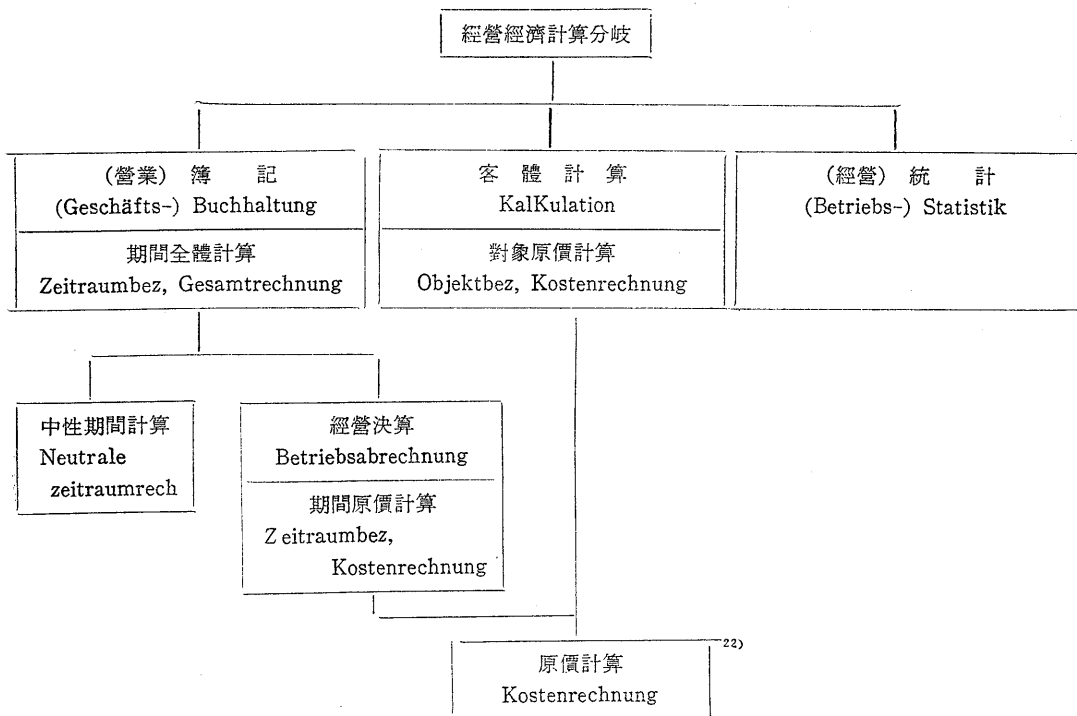 經營經濟計算分岐
(營業) 簿 記
(Geschäfts-) Buchhaltung
期間全體計算
Zeitraumbez, Gesamtrechnung
客 體 計 算
KalKulation
對象原價計算
Objektbez, Kostenrechnung
(經營) 統 計
(Betriebs-) Statistik
中性期間計算
Neutrale
zeitraumrech
經營決算
Betriebsabrechnung
期間原價計算
Zeitraumbez,
Kostenrechnung
22)
原價計算
Kostenrechnung